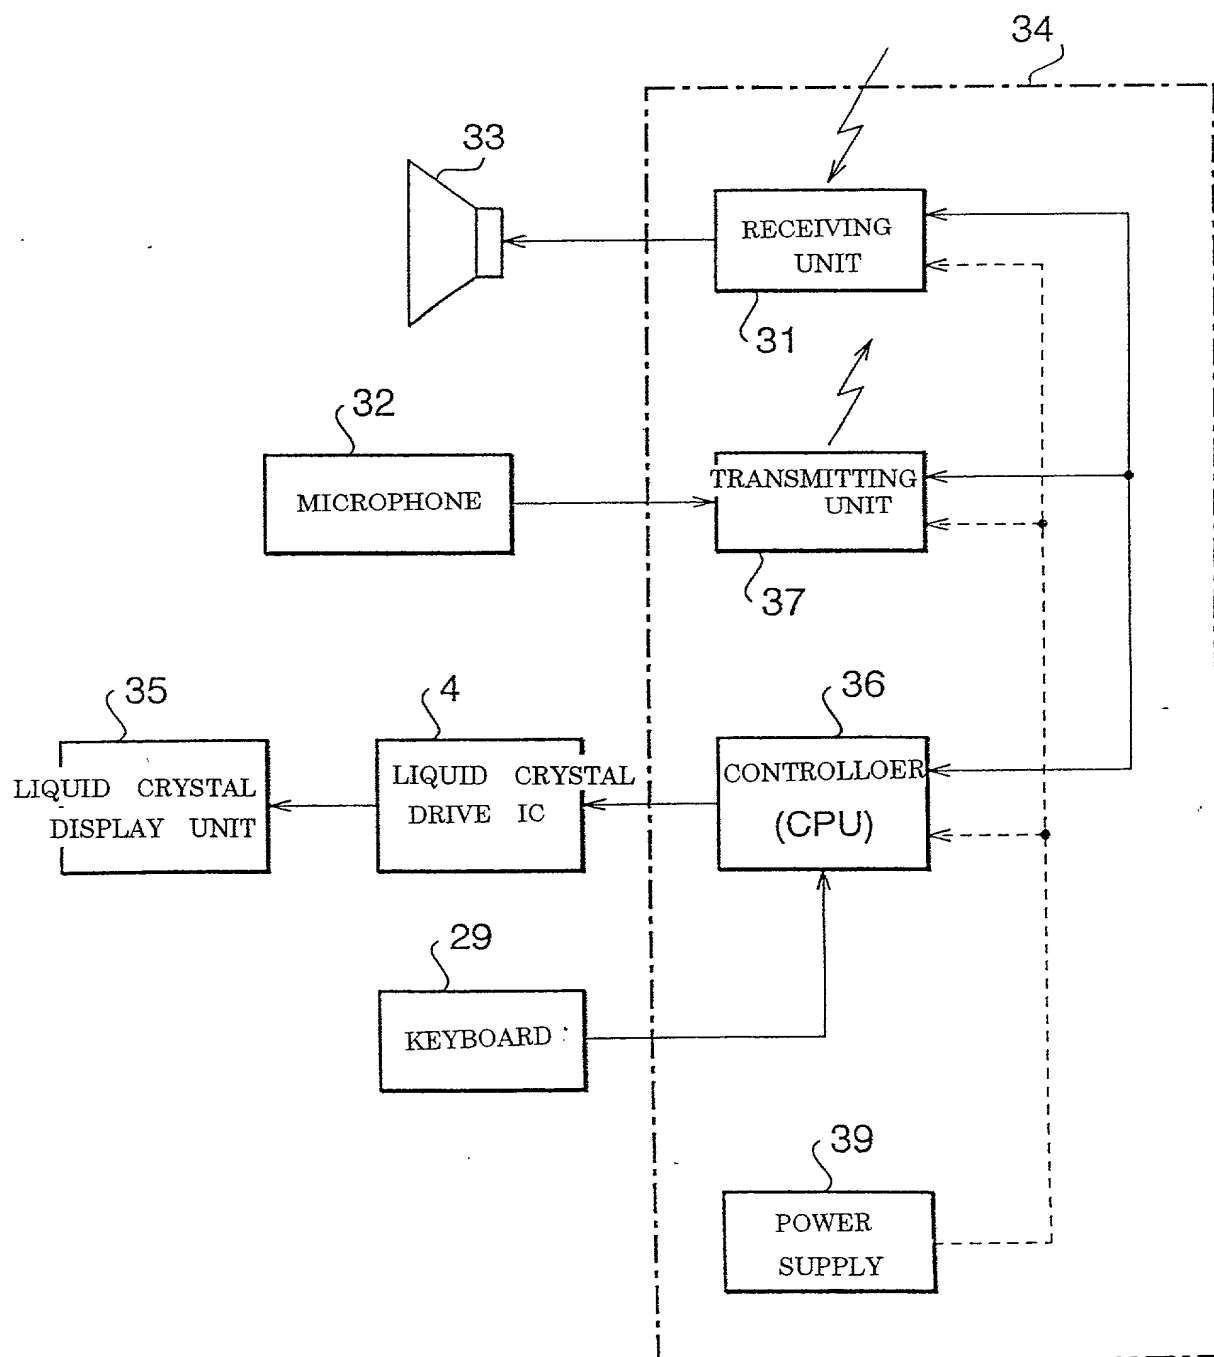 34
33
RECEIVING
UNIT
31
32
MICROPHONE
TRANSMITTING
UNIT
37
35
4
36
LIQUID CRYSTAL
DISPLAY UNIT
LIQUID CRYSTAL
DRIVE IC
CONTROLLOER
(CPU)
29
KEYBOARD
39
POWER
SUPPLY